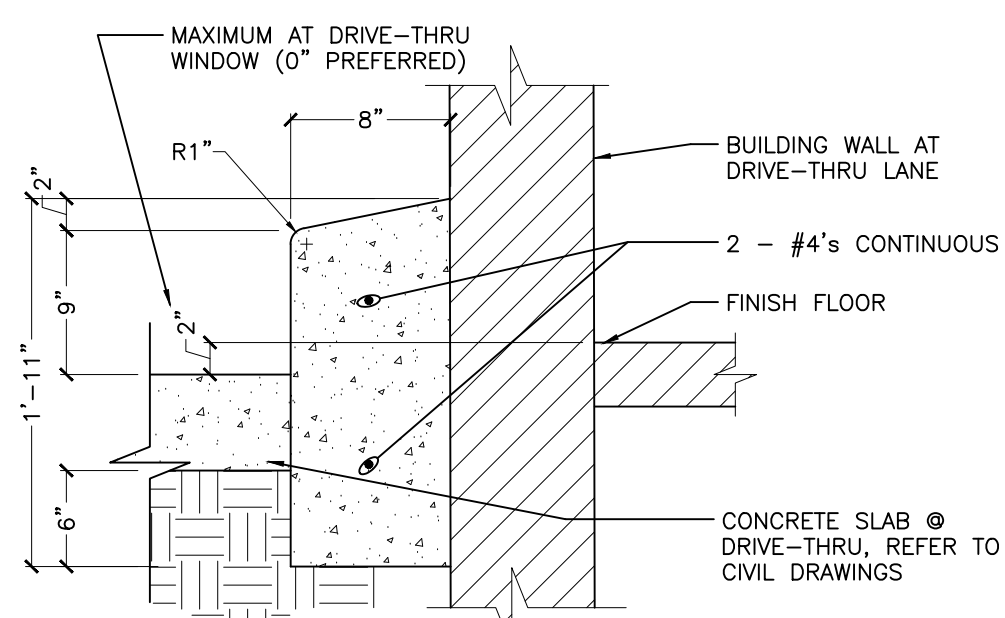 MAXIMUM AT DRIVE–THRU
WINDOW (0" PREFERRED)
8"
R1"
BUILDING WALL AT
DRIVE–THRU LANE
2"
2 – #4's CONTINUOUS
9"
FINISH FLOOR
2"
1'–11"
6"
CONCRETE SLAB @
DRIVE–THRU, REFER TO
CIVIL DRAWINGS